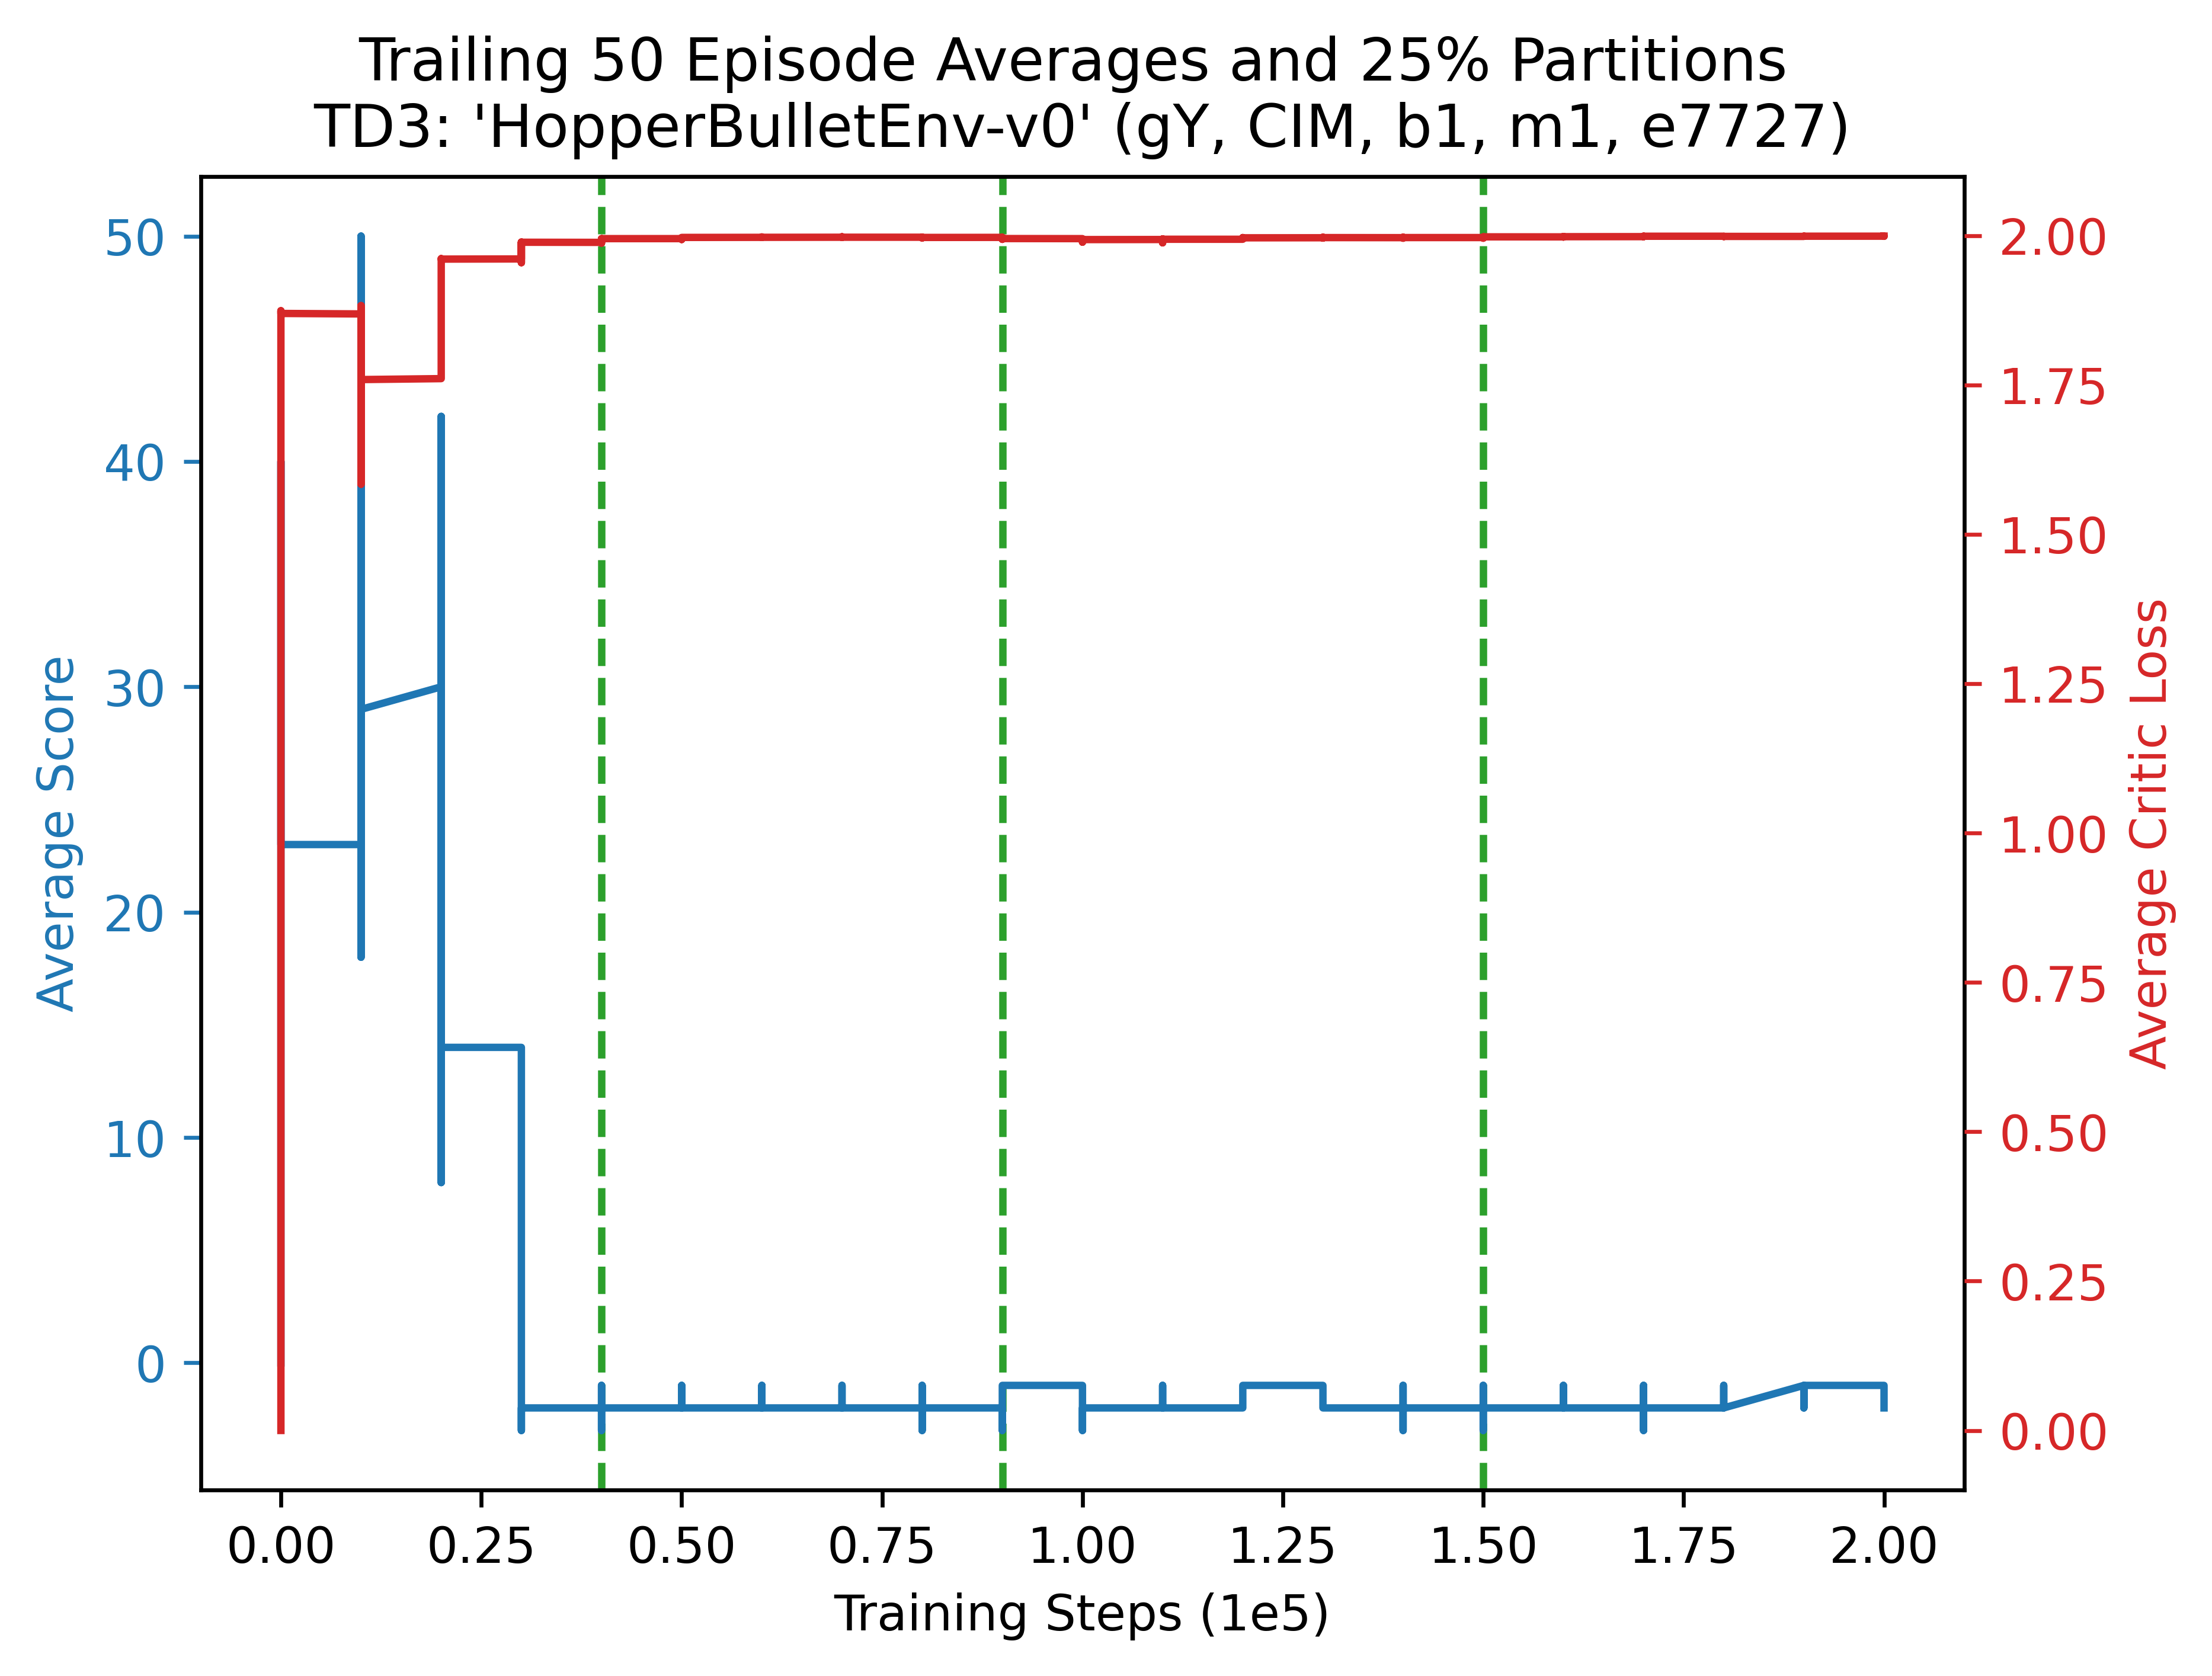 Trailing 50 Episode Averages and 25% Partitions
TD3: 'HopperBulletEnv-v0' (gY, CIM, b1, m1, e7727)
Average Score
50
40
30
20
10
0
2.00
1.75
1.50
1.25
1.00
0.75
0.50
0.25
0.00
Average Critic Loss
0.00 0.25 0.50 0.75 1.00 1.25 1.50 1.75 2.00
Training Steps (1e5)